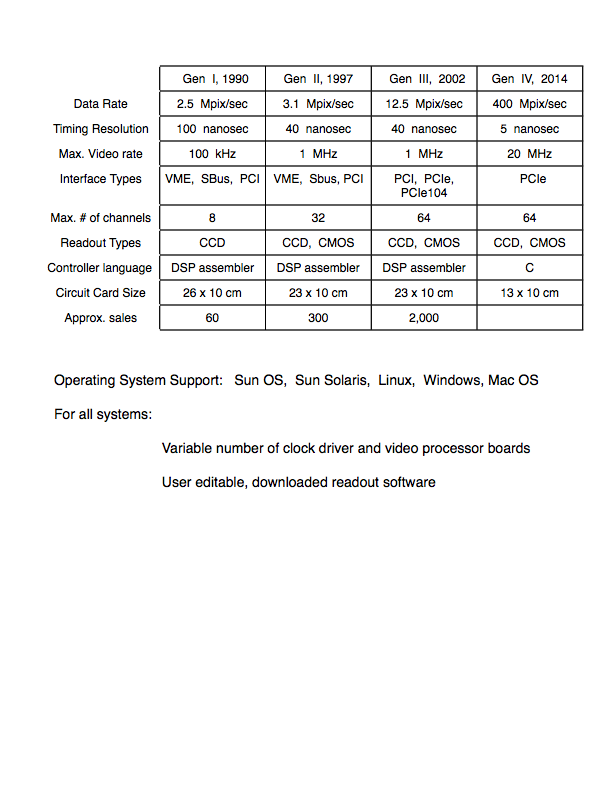 Gen I, 1990 Gen II, 1997 Gen III, 2002 Gen IV, 2014
Data Rate 2.5 Mpix/sec 3.1 Mpix/sec 12.5 Mpix/sec 400 Mpix/sec
Timing Resolution 100 nanosec 40 nanosec 40 nanosec 5 nanosec
Max. Video rate 100 kHz 1 MHz 1 MHz 20 MHz
Interface Types VME, SBus, PCI VME, Sbus, PCI PCI, PCIe, PCIe
PCIe104
Max. # of channels 8 32 64 64
Readout Types CCD CCD, CMOS CCD, CMOS CCD, CMOS
Controller language DSP assembler DSP assembler DSP assembler C
Circuit Card Size 26 x 10 cm 23 x 10 cm 23 x 10 cm 13 x 10 cm
Approx. sales 60 300 2,000
Operating System Support: Sun OS, Sun Solaris, Linux, Windows, Mac OS
For all systems:
Variable number of clock driver and video processor boards
User editable, downloaded readout software